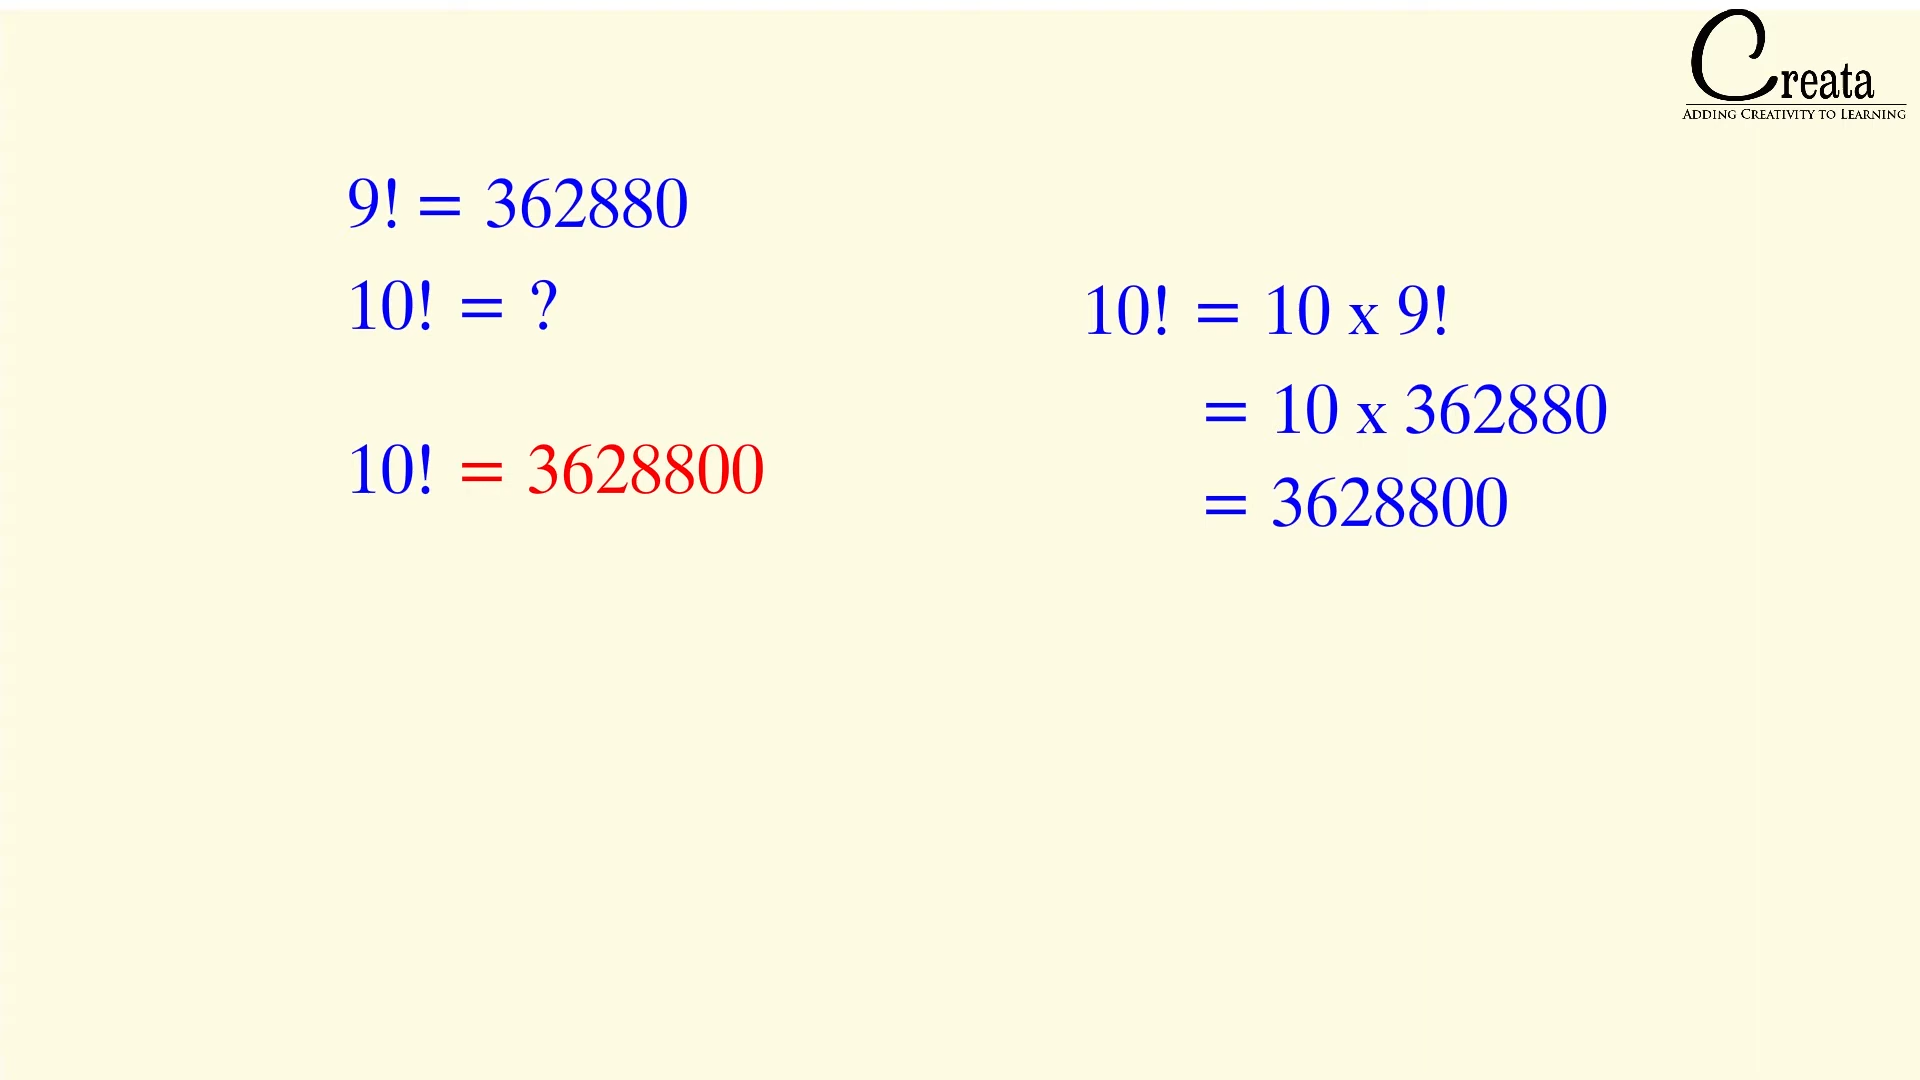 Creata
ADDING CREATIVITY TO LEARNING
9! = 362880
10! = ?
10! = 3628800
10! = 10 x 9!
= 10 x 362880
= 3628800